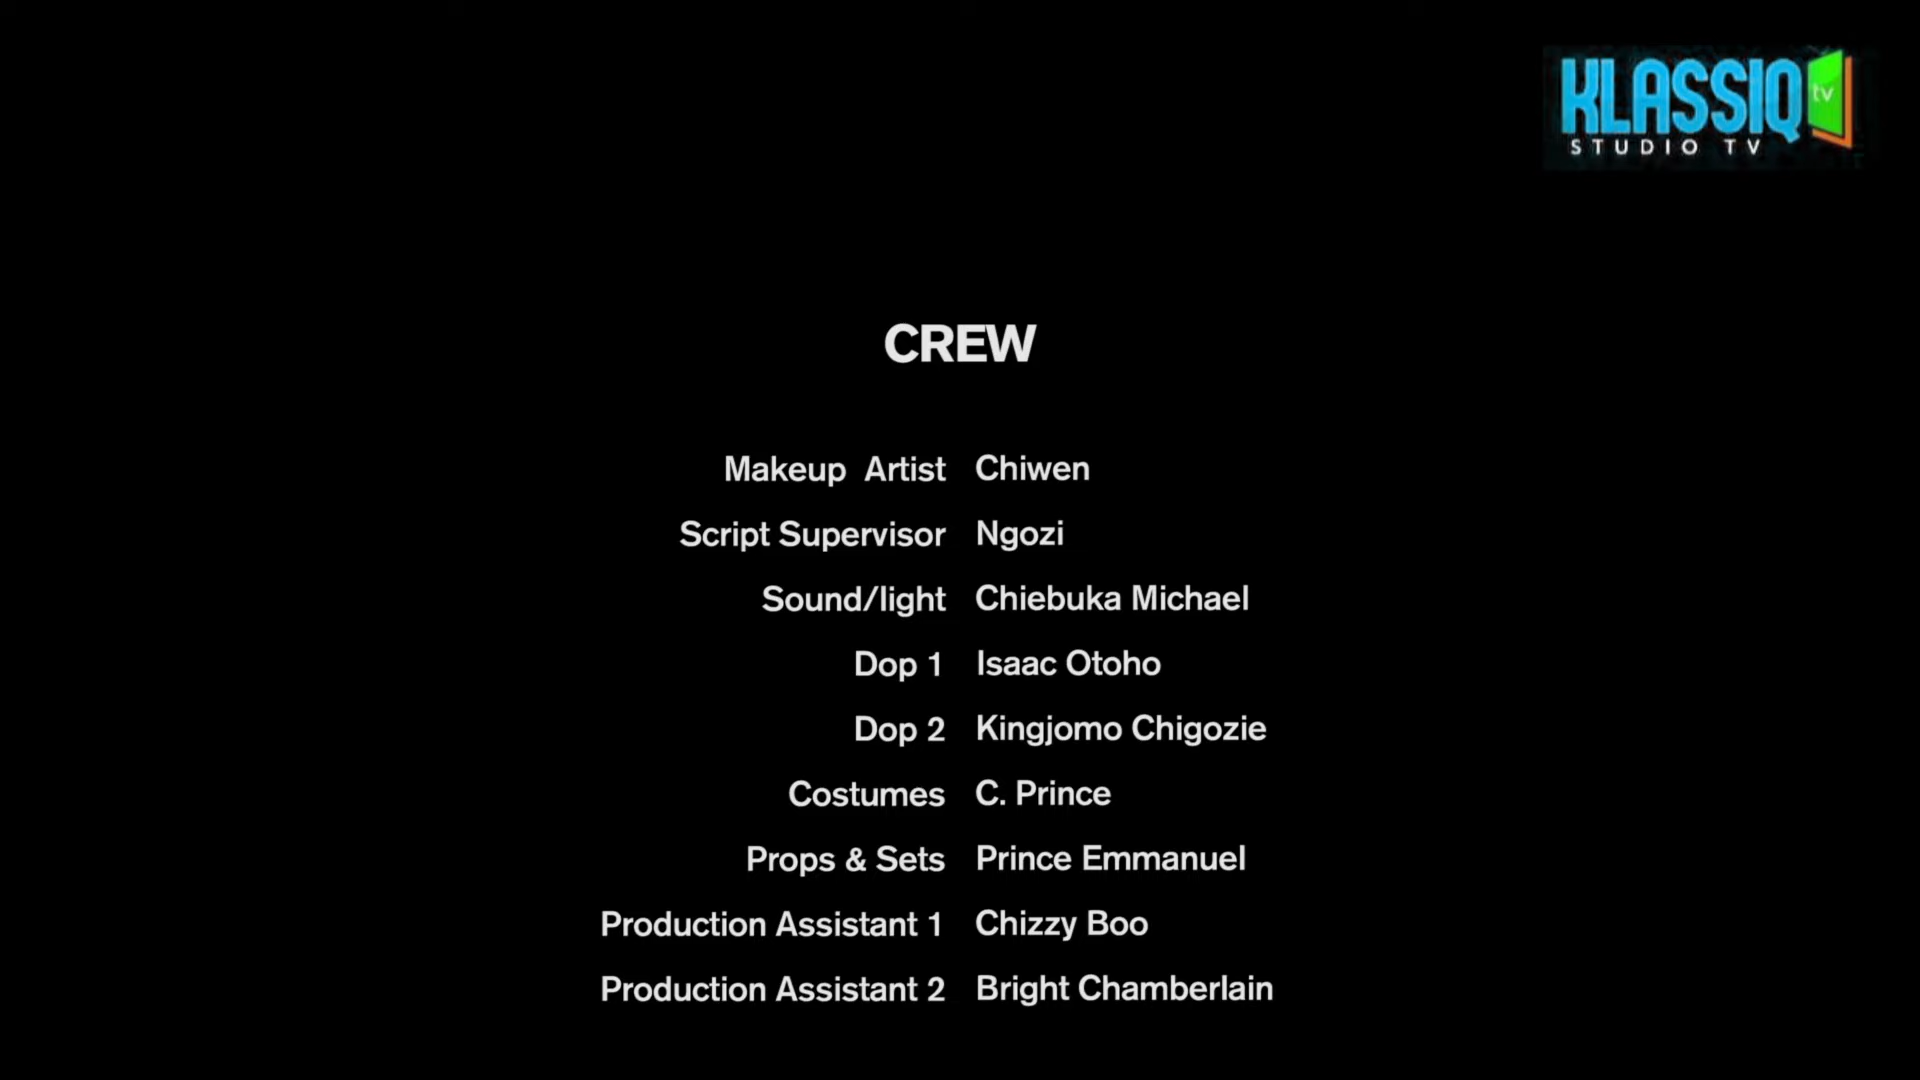 KLASSIQ tv
STUDIO TV
CREW
Makeup Artist Chiwen
Script Supervisor Ngozi
Sound/light Chiebuka Michael
Dop 1 Isaac Otoho
Dop 2 Kingjomo Chigozie
Costumes C. Prince
Props & Sets Prince Emmanuel
Production Assistant 1 Chizzy Boo
Production Assistant 2 Bright Chamberlain